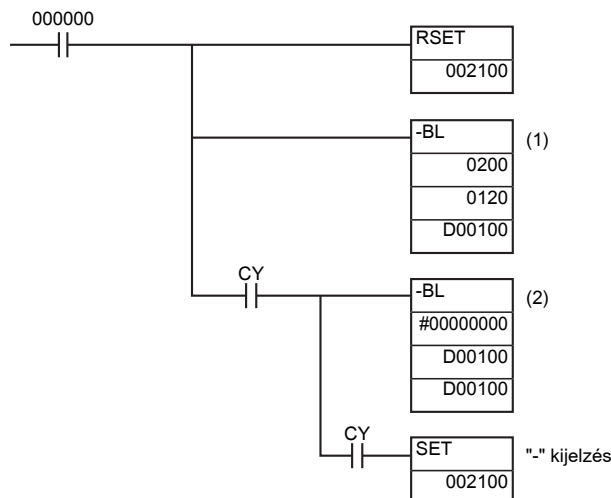 000000
RSET
002100
-BL (1)
0200
0120
D00100
CY
-BL (2)
#00000000
D00100
D00100
CY
SET "-" kijelzés
002100